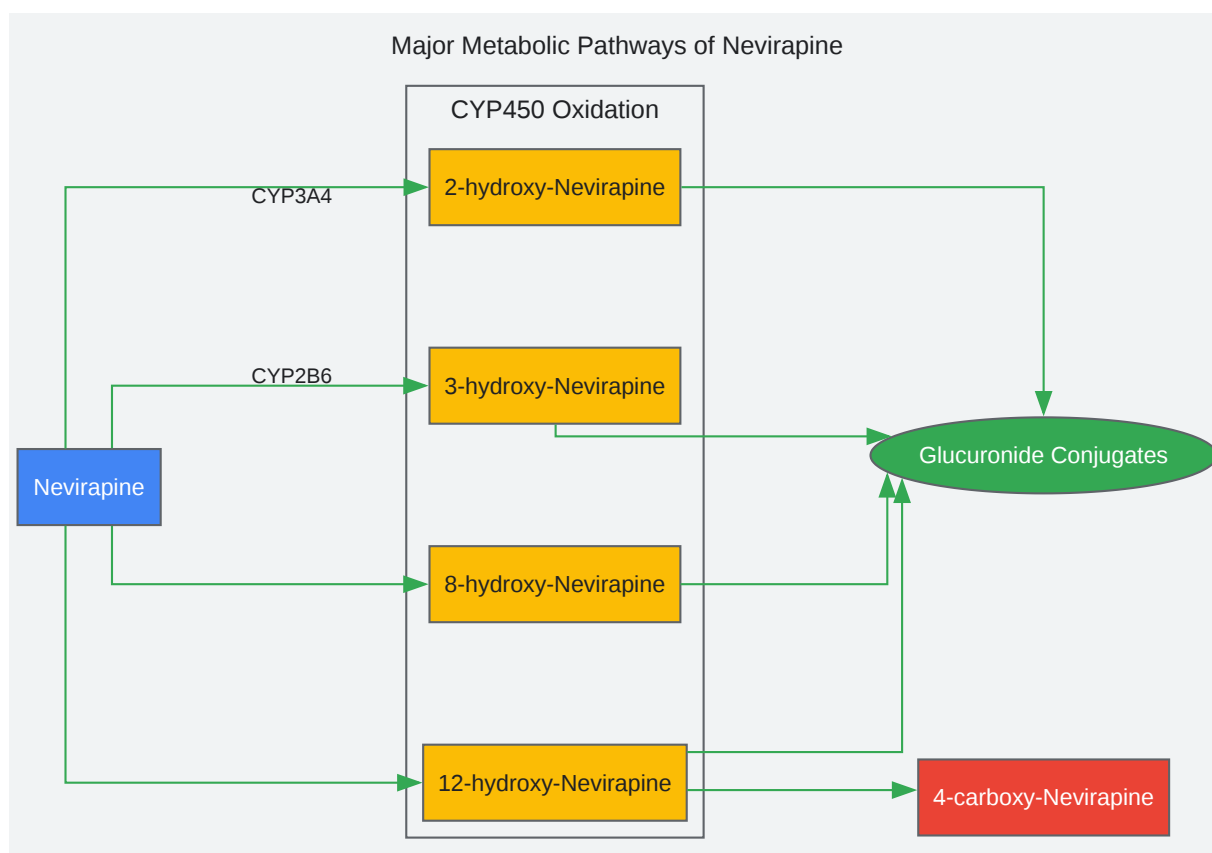 Major Metabolic Pathways of Nevirapine
CYP450 Oxidation
CYP3A4
2-hydroxy-Nevirapine
CYP2B6
3-hydroxy-Nevirapine
Glucuronide Conjugates
Nevirapine
8-hydroxy-Nevirapine
12-hydroxy-Nevirapine
4-carboxy-Nevirapine